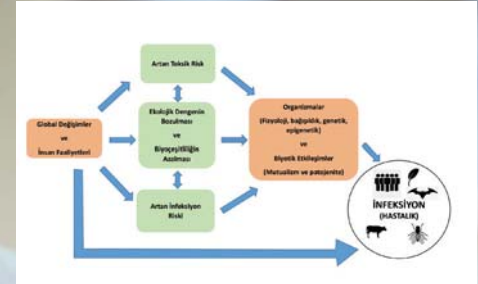 Artan Toksik Risk
Global Değişimler
ve
İnsan Faaliyetleri
Ekolojik Dengenin
Bozulması
ve
Biyoçeşitliliğin
Azalması
Artan İnfeksiyon
Riski
Organizmalar
(Fizyoloji, bağışıklık, genetik,
epigenetik)
ve
Biyotik Etkileşimler
(Mutualizm ve patojenite)
İNFEKSİYON
(HASTALIK)